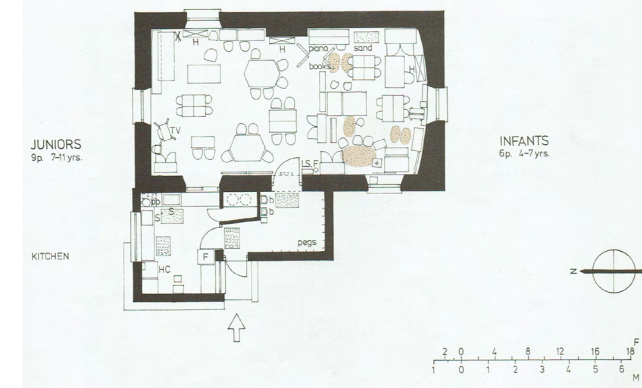 H
H
piano
sand
books
H
TV
JUNIORS
9p. 7-11 yrs.
INFANTS
6p. 4-7 yrs.
I.S.F.
pp
S
S
b
b
pegs
KITCHEN
F
HC
N
2 0 4 8 12 16 18 F
1 0 1 2 3 4 5 6 M